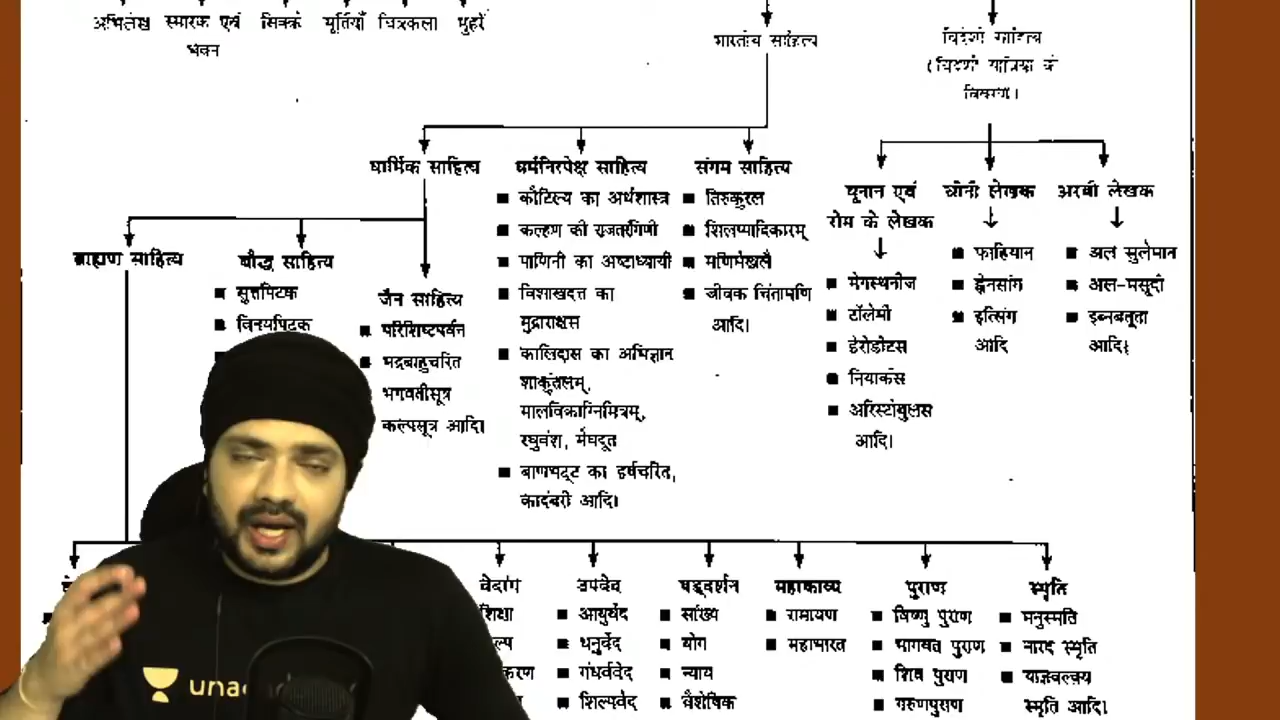 अभिलेख स्मारक एवं सिक्के मूर्तियाँ चित्रकला मुहरें
भवन
भारतीय साहित्य
विदेशी साहित्य
(विदेशी यात्रियों के
विवरण)
धार्मिक साहित्य
धर्मनिरपेक्ष साहित्य
■ कौटिल्य का अर्थशास्त्र
■ कल्हण की राजतरंगिणी
■ पाणिनी का अष्टाध्यायी
■ विशाखदत्त का
मुद्राराक्षस
■ कालिदास का अभिज्ञान
शाकुंतलम्,
मालविकाग्निमित्रम्,
रघुवंश, मेघदूत
■ बाणभट्ट का हर्षचरित,
कादंबरी आदि।
संगम साहित्य
■ तिरुकुरल
■ शिलप्पादिकारम्
■ मणिमेखलै
■ जीवक चिंतामणि
आदि।
यूनान एवं
रोम के लेखक
■ मेगस्थनीज
■ टॉलेमी
■ हेरोडोटस
■ नियार्कस
■ अरिस्टोबुलस
आदि।
चीनी लेखक
■ फाहियान
■ ह्वेनसांग
■ इत्सिंग
आदि
अरबी लेखक
■ अल सुलेमान
■ अल-मसूदी
■ इब्नबतूता
आदि।
ब्राह्मण साहित्य
बौद्ध साहित्य
■ सुत्तपिटक
■ विनयपिटक
जैन साहित्य
■ परिशिष्टपर्वन
■ भद्रबाहुचरित
भगवतीसूत्र
कल्पसूत्र आदि।
वेदांग
शिक्षा
उपवेद
■ आयुर्वेद
■ धनुर्वेद
■ गंधर्ववेद
■ शिल्पवेद
षड्दर्शन
■ सांख्य
■ योग
■ न्याय
■ वैशेषिक
महाकाव्य
■ रामायण
■ महाभारत
पुराण
■ विष्णु पुराण
■ भागवत पुराण
■ शिव पुराण
■ गरुणपुराण
स्मृति
■ मनुस्मृति
■ नारद स्मृति
■ याज्ञवल्क्य
स्मृति आदि।